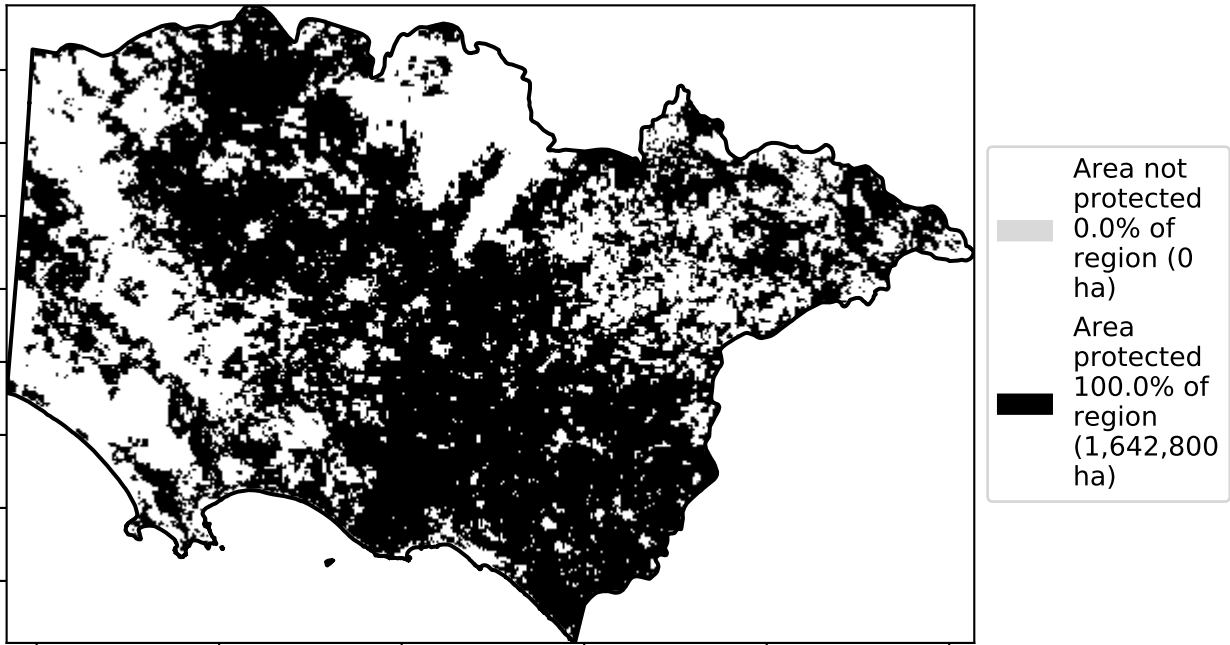 Area not
protected
0.0% of
region (0
ha)
Area
protected
100.0% of
region
(1,642,800
ha)